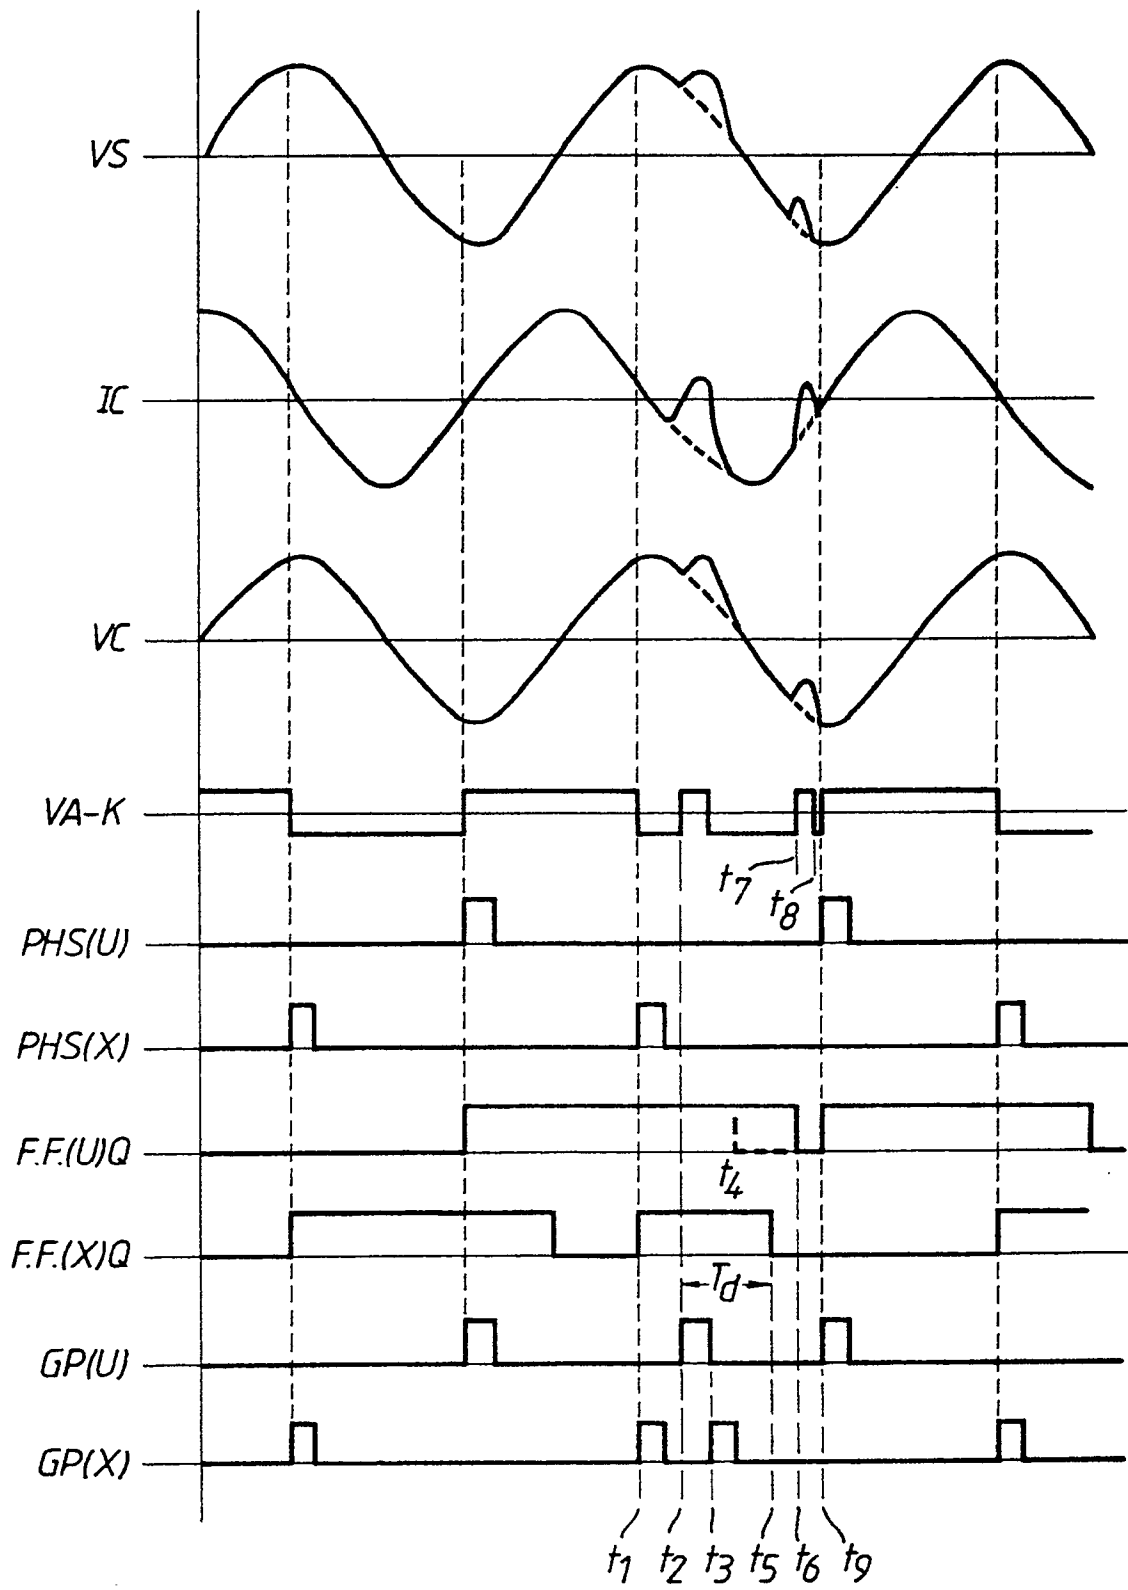 VS
IC
VC
VA-K
t7
t8
PHS(U)
PHS(X)
F.F.(U)Q
t4
F.F.(X)Q
Td
GP(U)
GP(X)
t1 t2 t3 t5 t6 t9